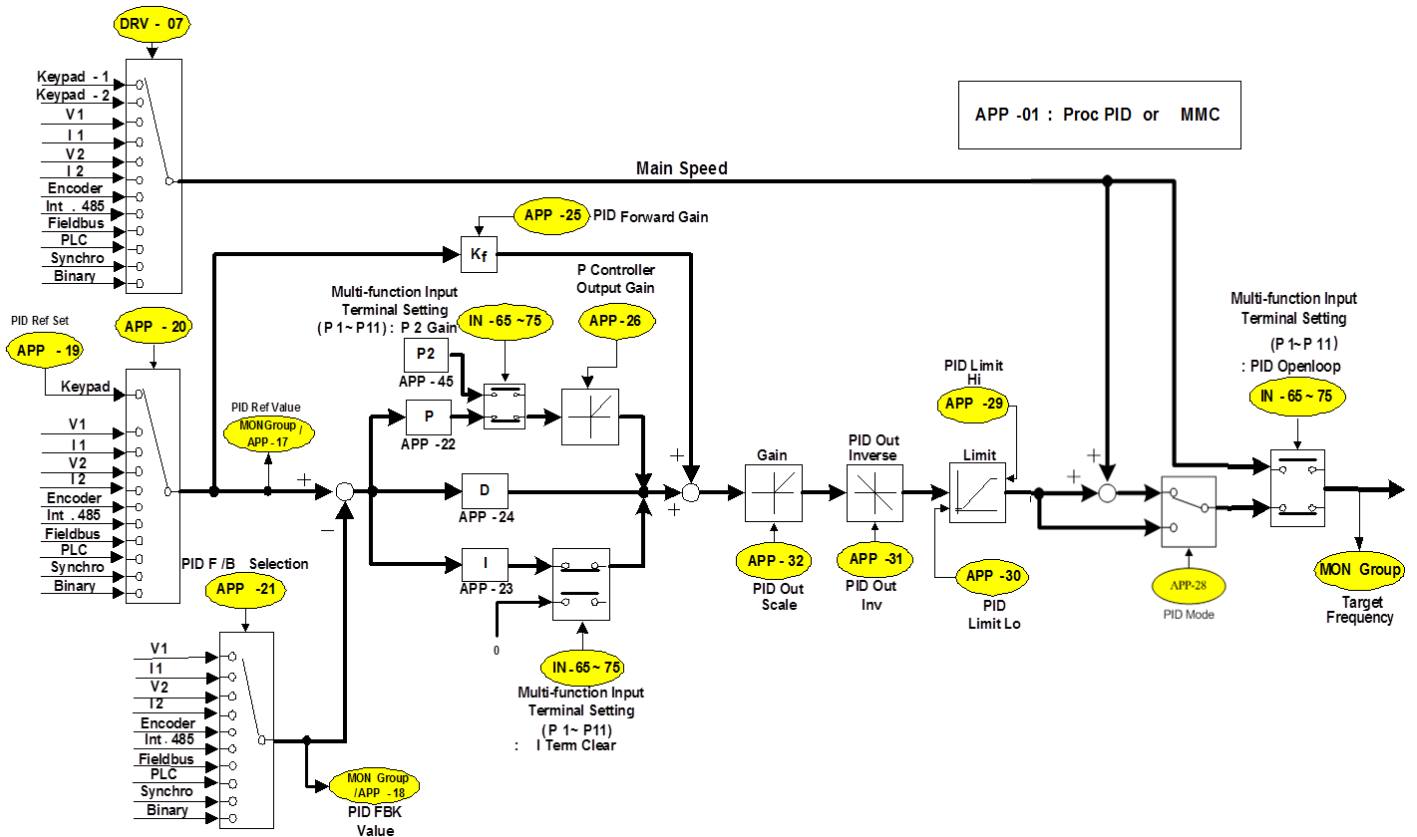 DRV - 07
Keypad - 1
Keypad - 2
V1
I 1
V2
I 2
Encoder
Int . 485
Fieldbus
PLC
Synchro
Binary
APP -01 : Proc PID or MMC
Main Speed
APP -25
PID Forward Gain
Kf
P Controller
Output Gain
APP-26
Multi-function Input
Terminal Setting
(P 1~ P11) : P 2 Gain
IN -65 ~75
P2
APP - 45
P
APP -22
PID Ref Set
APP - 19
APP - 20
Keypad
V1
I1
V2
I2
Encoder
Int . 485
Fieldbus
PLC
Synchro
Binary
PID Ref Value
MON Group /
APP - 17
+
−
D
APP -24
I
APP -23
0
IN - 65 ~ 75
Multi-function Input
Terminal Setting
(P 1~ P11)
: I Term Clear
PID F /B Selection
APP -21
V1
I1
V2
I2
Encoder
Int . 485
Fieldbus
PLC
Synchro
Binary
MON Group
/APP - 18
PID FBK
Value
+
+
Gain
APP - 32
PID Out
Scale
PID Out
Inverse
APP -31
PID Out
Inv
PID Limit
Hi
APP -29
Limit
APP -30
PID
Limit Lo
+
+
APP-28
PID Mode
Multi-function Input
Terminal Setting
(P 1~ P 11)
: PID Openloop
IN - 65 ~ 75
MON Group
Target
Frequency